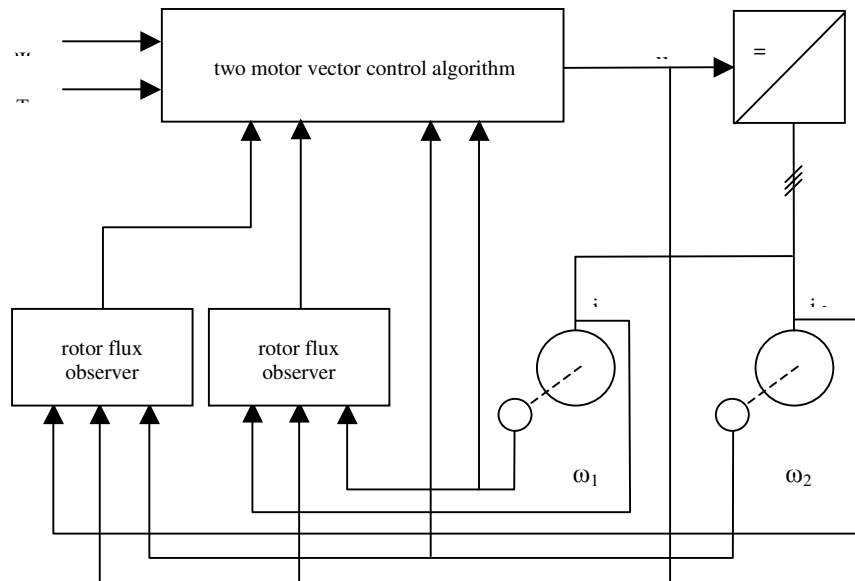 two motor vector control algorithm
=
rotor flux
observer
rotor flux
observer
ω₁
ω₂